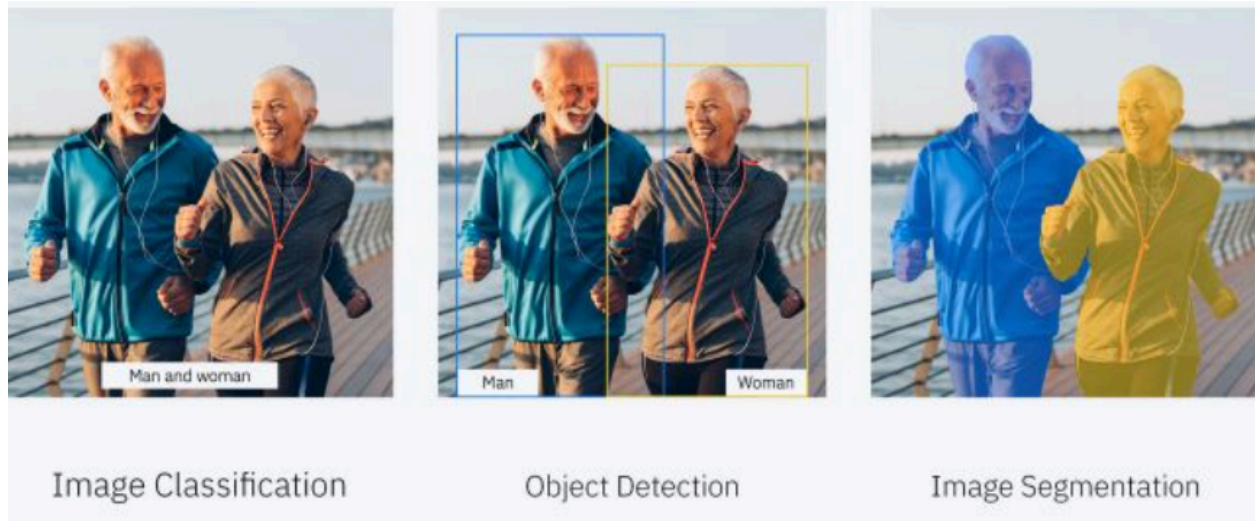 Man and woman
Man
Woman
Image Classification
Object Detection
Image Segmentation